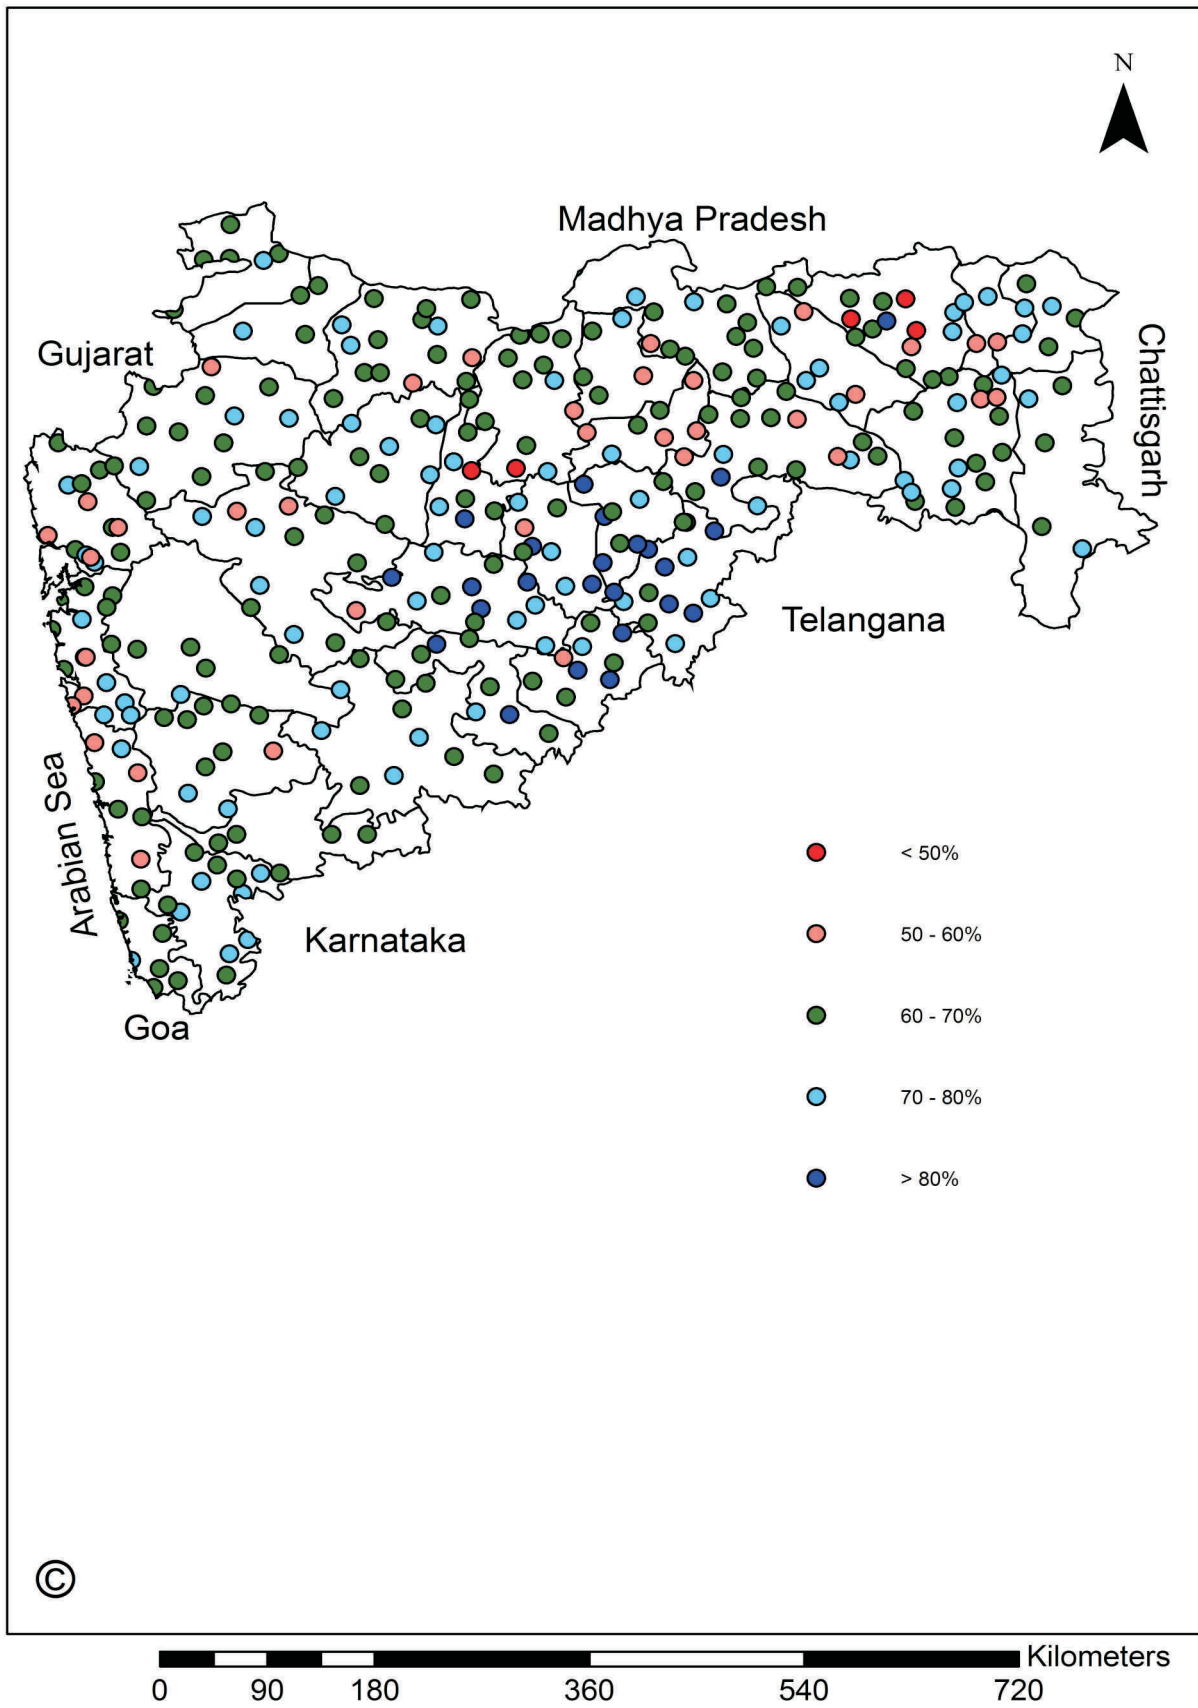 N
Madhya Pradesh
Gujarat
Chattisgarh
Telangana
Arabian Sea
< 50%
50 - 60%
Karnataka
60 - 70%
Goa
70 - 80%
> 80%
©
Kilometers
0 90 180 360 540 720